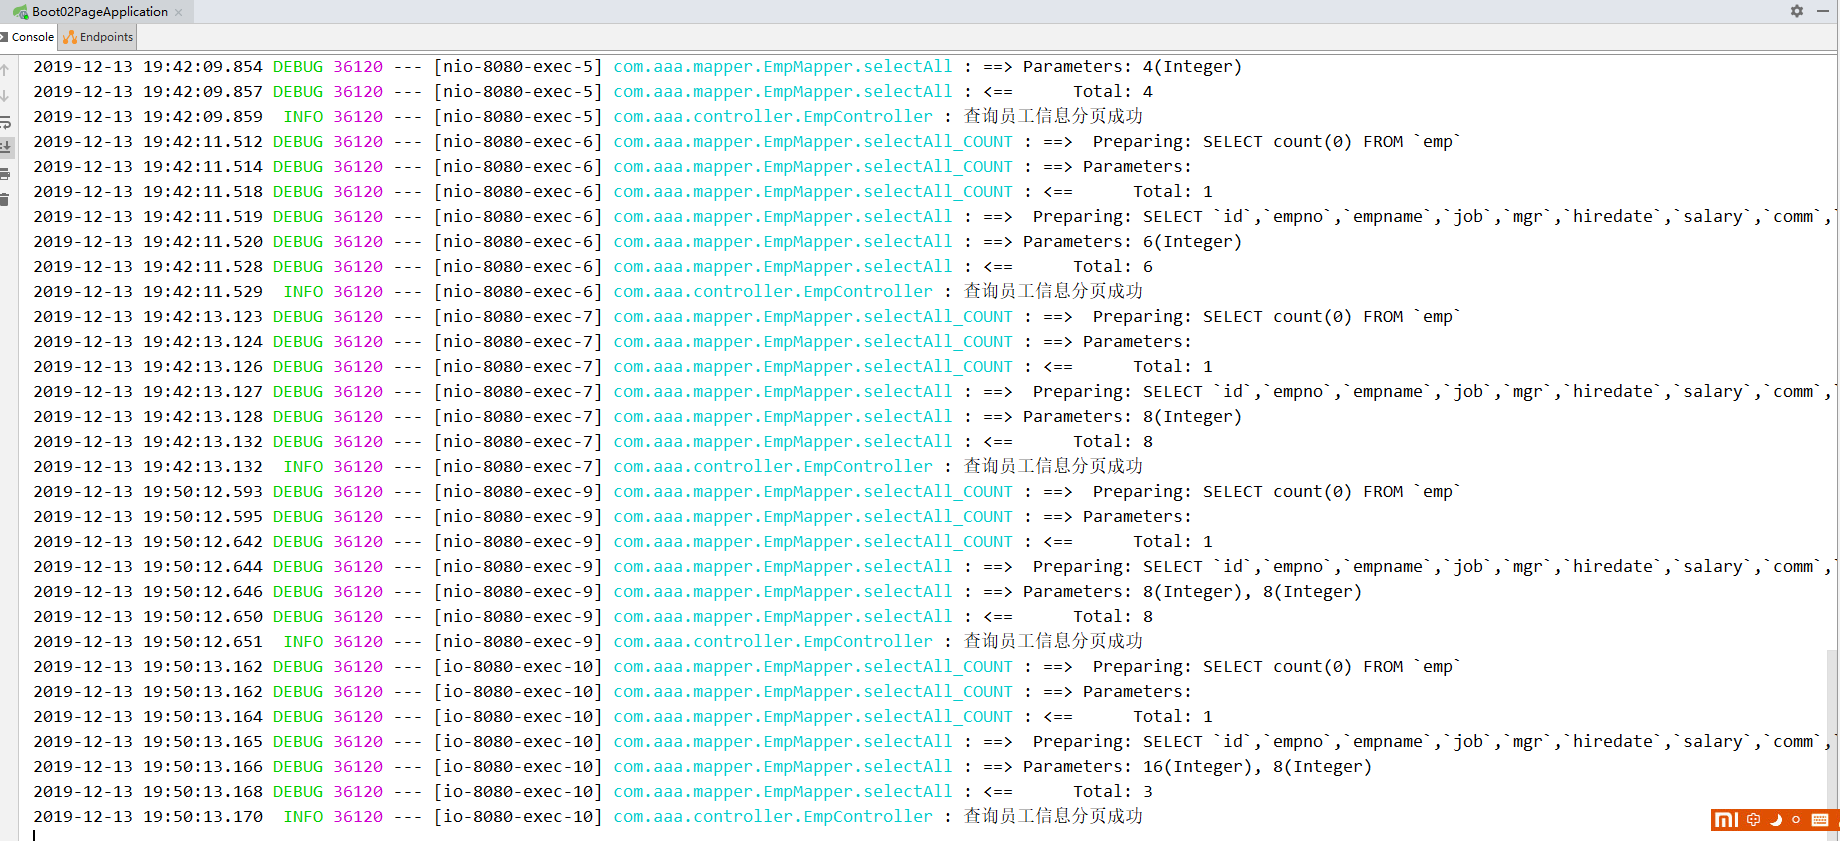 Boot02PageApplication
Console Endpoints
2019-12-13 19:42:09.854 DEBUG 36120 --- [nio-8080-exec-5] com.aaa.mapper.EmpMapper.selectAll : ==> Parameters: 4(Integer)
2019-12-13 19:42:09.857 DEBUG 36120 --- [nio-8080-exec-5] com.aaa.mapper.EmpMapper.selectAll : <==      Total: 4
2019-12-13 19:42:09.859  INFO 36120 --- [nio-8080-exec-5] com.aaa.controller.EmpController : 查询员工信息分页成功
2019-12-13 19:42:11.512 DEBUG 36120 --- [nio-8080-exec-6] com.aaa.mapper.EmpMapper.selectAll_COUNT : ==>  Preparing: SELECT count(0) FROM `emp`
2019-12-13 19:42:11.514 DEBUG 36120 --- [nio-8080-exec-6] com.aaa.mapper.EmpMapper.selectAll_COUNT : ==> Parameters:
2019-12-13 19:42:11.518 DEBUG 36120 --- [nio-8080-exec-6] com.aaa.mapper.EmpMapper.selectAll_COUNT : <==      Total: 1
2019-12-13 19:42:11.519 DEBUG 36120 --- [nio-8080-exec-6] com.aaa.mapper.EmpMapper.selectAll : ==>  Preparing: SELECT `id`,`empno`,`empname`,`job`,`mgr`,`hiredate`,`salary`,`comm`,`
2019-12-13 19:42:11.520 DEBUG 36120 --- [nio-8080-exec-6] com.aaa.mapper.EmpMapper.selectAll : ==> Parameters: 6(Integer)
2019-12-13 19:42:11.528 DEBUG 36120 --- [nio-8080-exec-6] com.aaa.mapper.EmpMapper.selectAll : <==      Total: 6
2019-12-13 19:42:11.529  INFO 36120 --- [nio-8080-exec-6] com.aaa.controller.EmpController : 查询员工信息分页成功
2019-12-13 19:42:13.123 DEBUG 36120 --- [nio-8080-exec-7] com.aaa.mapper.EmpMapper.selectAll_COUNT : ==>  Preparing: SELECT count(0) FROM `emp`
2019-12-13 19:42:13.124 DEBUG 36120 --- [nio-8080-exec-7] com.aaa.mapper.EmpMapper.selectAll_COUNT : ==> Parameters:
2019-12-13 19:42:13.126 DEBUG 36120 --- [nio-8080-exec-7] com.aaa.mapper.EmpMapper.selectAll_COUNT : <==      Total: 1
2019-12-13 19:42:13.127 DEBUG 36120 --- [nio-8080-exec-7] com.aaa.mapper.EmpMapper.selectAll : ==>  Preparing: SELECT `id`,`empno`,`empname`,`job`,`mgr`,`hiredate`,`salary`,`comm`,`
2019-12-13 19:42:13.128 DEBUG 36120 --- [nio-8080-exec-7] com.aaa.mapper.EmpMapper.selectAll : ==> Parameters: 8(Integer)
2019-12-13 19:42:13.132 DEBUG 36120 --- [nio-8080-exec-7] com.aaa.mapper.EmpMapper.selectAll : <==      Total: 8
2019-12-13 19:42:13.132  INFO 36120 --- [nio-8080-exec-7] com.aaa.controller.EmpController : 查询员工信息分页成功
2019-12-13 19:50:12.593 DEBUG 36120 --- [nio-8080-exec-9] com.aaa.mapper.EmpMapper.selectAll_COUNT : ==>  Preparing: SELECT count(0) FROM `emp`
2019-12-13 19:50:12.595 DEBUG 36120 --- [nio-8080-exec-9] com.aaa.mapper.EmpMapper.selectAll_COUNT : ==> Parameters:
2019-12-13 19:50:12.642 DEBUG 36120 --- [nio-8080-exec-9] com.aaa.mapper.EmpMapper.selectAll_COUNT : <==      Total: 1
2019-12-13 19:50:12.644 DEBUG 36120 --- [nio-8080-exec-9] com.aaa.mapper.EmpMapper.selectAll : ==>  Preparing: SELECT `id`,`empno`,`empname`,`job`,`mgr`,`hiredate`,`salary`,`comm`,`
2019-12-13 19:50:12.646 DEBUG 36120 --- [nio-8080-exec-9] com.aaa.mapper.EmpMapper.selectAll : ==> Parameters: 8(Integer), 8(Integer)
2019-12-13 19:50:12.650 DEBUG 36120 --- [nio-8080-exec-9] com.aaa.mapper.EmpMapper.selectAll : <==      Total: 8
2019-12-13 19:50:12.651  INFO 36120 --- [nio-8080-exec-9] com.aaa.controller.EmpController : 查询员工信息分页成功
2019-12-13 19:50:13.162 DEBUG 36120 --- [io-8080-exec-10] com.aaa.mapper.EmpMapper.selectAll_COUNT : ==>  Preparing: SELECT count(0) FROM `emp`
2019-12-13 19:50:13.162 DEBUG 36120 --- [io-8080-exec-10] com.aaa.mapper.EmpMapper.selectAll_COUNT : ==> Parameters:
2019-12-13 19:50:13.164 DEBUG 36120 --- [io-8080-exec-10] com.aaa.mapper.EmpMapper.selectAll_COUNT : <==      Total: 1
2019-12-13 19:50:13.165 DEBUG 36120 --- [io-8080-exec-10] com.aaa.mapper.EmpMapper.selectAll : ==>  Preparing: SELECT `id`,`empno`,`empname`,`job`,`mgr`,`hiredate`,`salary`,`comm`,`
2019-12-13 19:50:13.166 DEBUG 36120 --- [io-8080-exec-10] com.aaa.mapper.EmpMapper.selectAll : ==> Parameters: 16(Integer), 8(Integer)
2019-12-13 19:50:13.168 DEBUG 36120 --- [io-8080-exec-10] com.aaa.mapper.EmpMapper.selectAll : <==      Total: 3
2019-12-13 19:50:13.170  INFO 36120 --- [io-8080-exec-10] com.aaa.controller.EmpController : 查询员工信息分页成功
mi 中